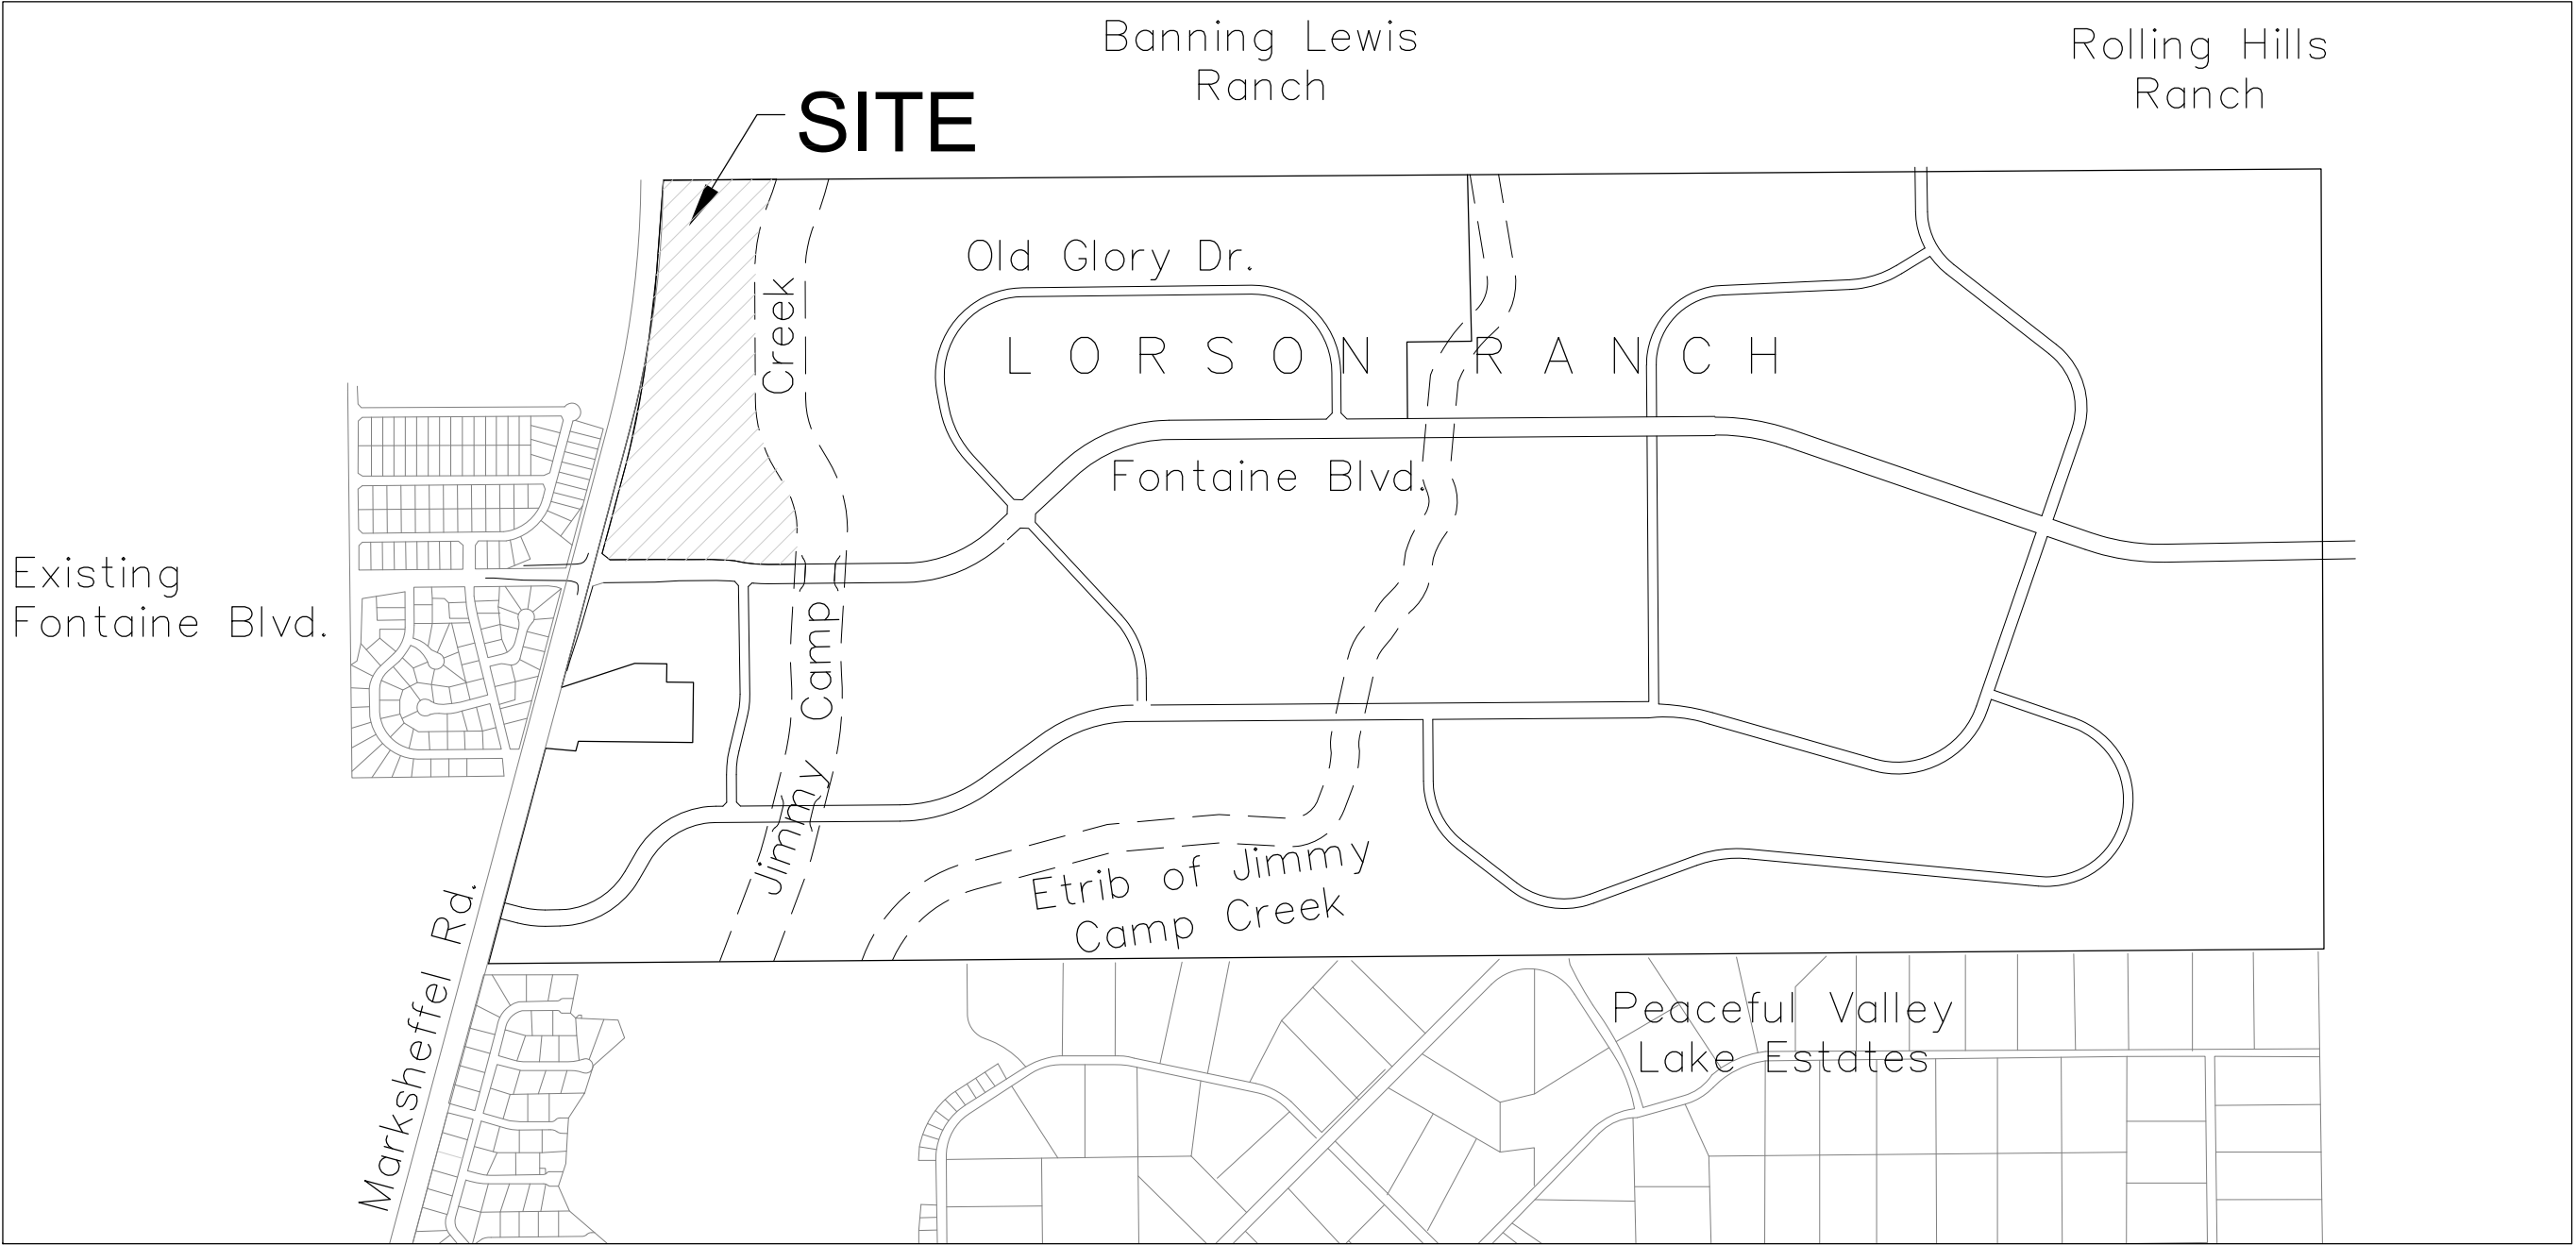 Banning Lewis
Ranch
Rolling Hills
Ranch
SITE
Old Glory Dr.
Creek
LORSON RANCH
Fontaine Blvd.
Existing
Fontaine Blvd.
Camp
Jimmy
Etrib of Jimmy
Camp Creek
Marksheffel Rd.
Peaceful Valley
Lake Estates